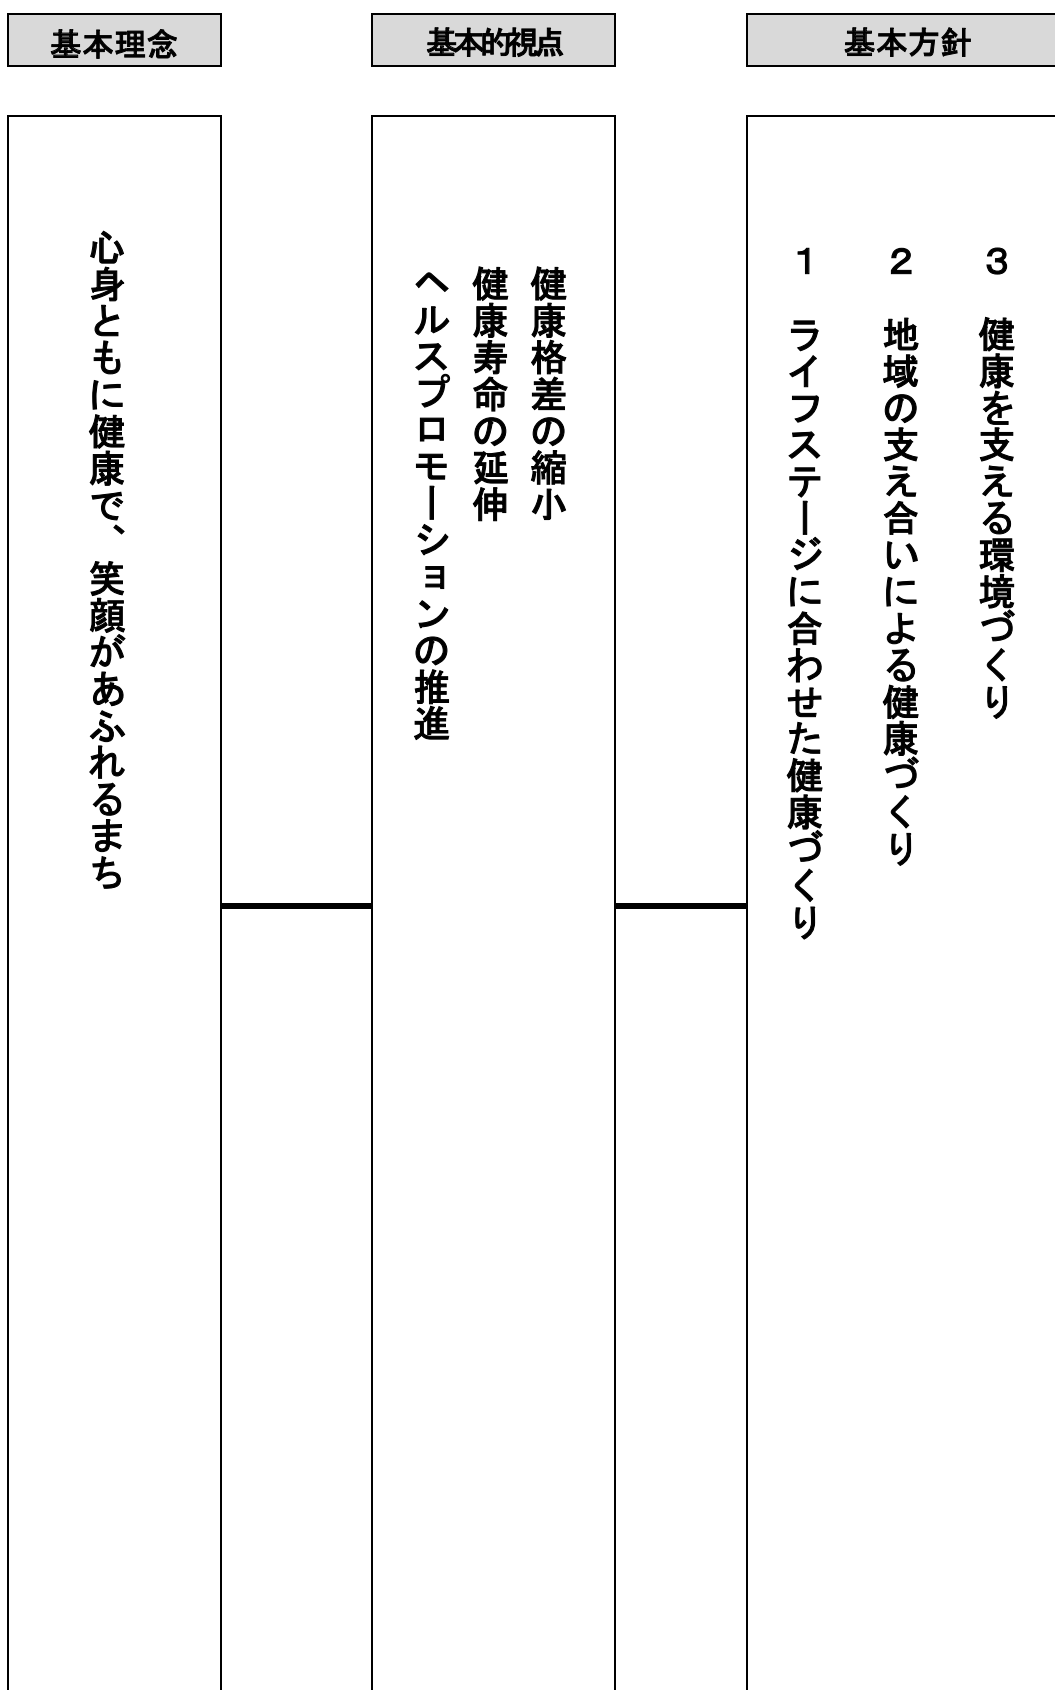 基本理念
基本的視点
基本方針
心身ともに健康で、笑顔があふれるまち
健康格差の縮小
健康寿命の延伸
ヘルスプロモーションの推進
3 健康を支える環境づくり
2 地域の支え合いによる健康づくり
1 ライフステージに合わせた健康づくり